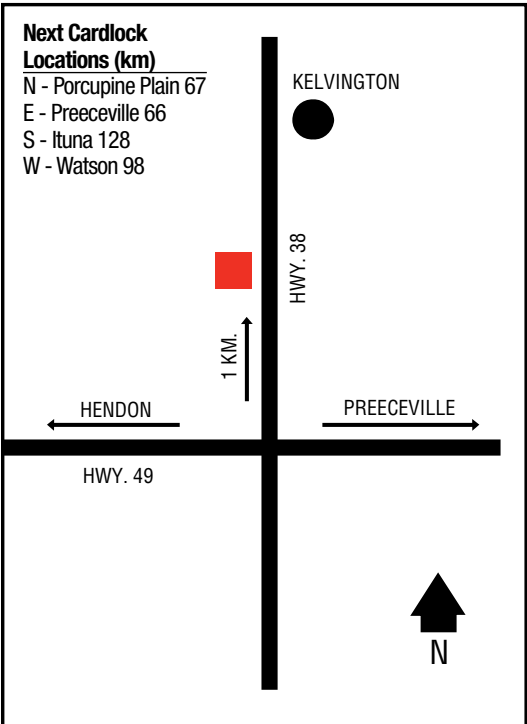 Next Cardlock
Locations (km)
N - Porcupine Plain 67
E - Preeceville 66
S - Ituna 128
W - Watson 98
KELVINGTON
HWY. 38
1 KM.
HENDON
PREECEVILLE
HWY. 49
N